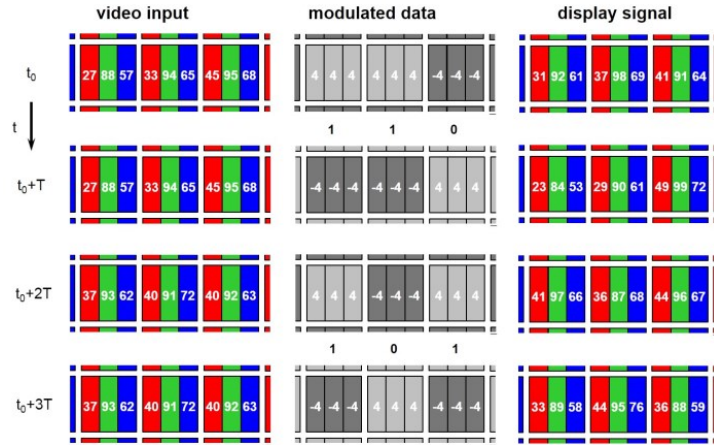 video input modulated data display signal
t0 27 88 57 33 94 65 45 95 68 4 4 4 4 4 4 -4 -4 -4 31 92 61 37 98 69 41 91 64
t 1 1 0
t0+T 27 88 57 33 94 65 45 95 68 -4 -4 -4 -4 -4 -4 4 4 4 23 84 53 29 90 61 49 99 72
t0+2T 37 93 62 40 91 72 40 92 63 4 4 4 -4 -4 -4 4 4 4 41 97 66 36 87 68 44 96 67
1 0 1
t0+3T 37 93 62 40 91 72 40 92 63 -4 -4 -4 4 4 4 -4 -4 -4 33 89 58 44 95 76 36 88 59